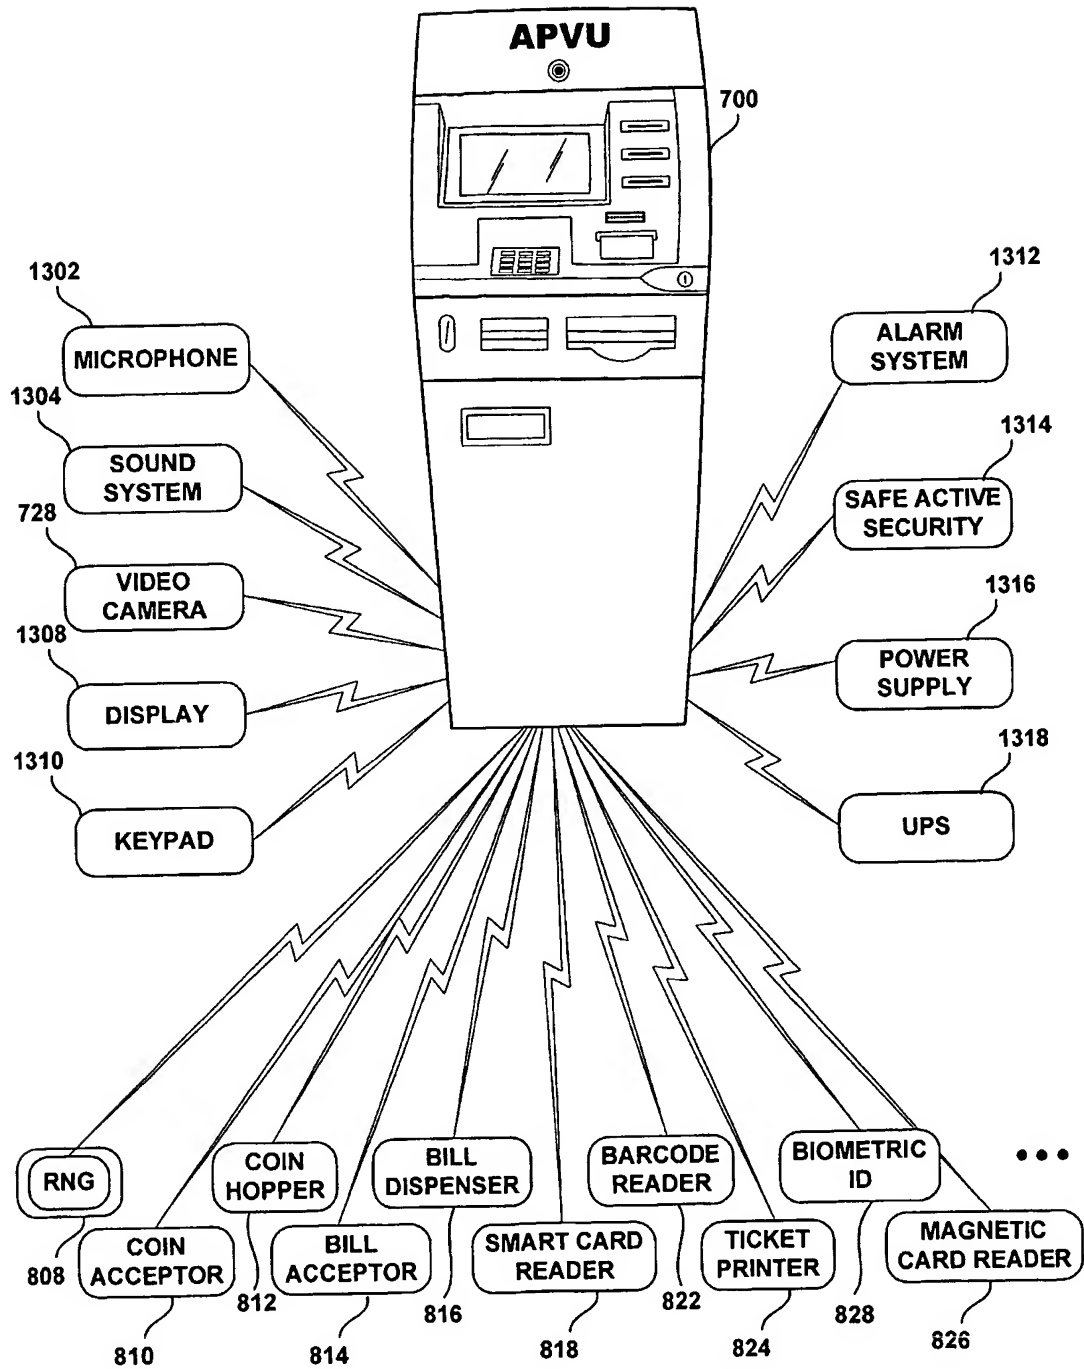 APVU
700
1302
MICROPHONE
1304
SOUND
SYSTEM
728
VIDEO
CAMERA
1308
DISPLAY
1310
KEYPAD
1312
ALARM
SYSTEM
1314
SAFE ACTIVE
SECURITY
1316
POWER
SUPPLY
1318
UPS
RNG
808
COIN
ACCEPTOR
810
COIN
HOPPER
812
BILL
ACCEPTOR
814
BILL
DISPENSER
816
SMART CARD
READER
818
BARCODE
READER
822
TICKET
PRINTER
824
BIOMETRIC
ID
828
MAGNETIC
CARD READER
826
•••